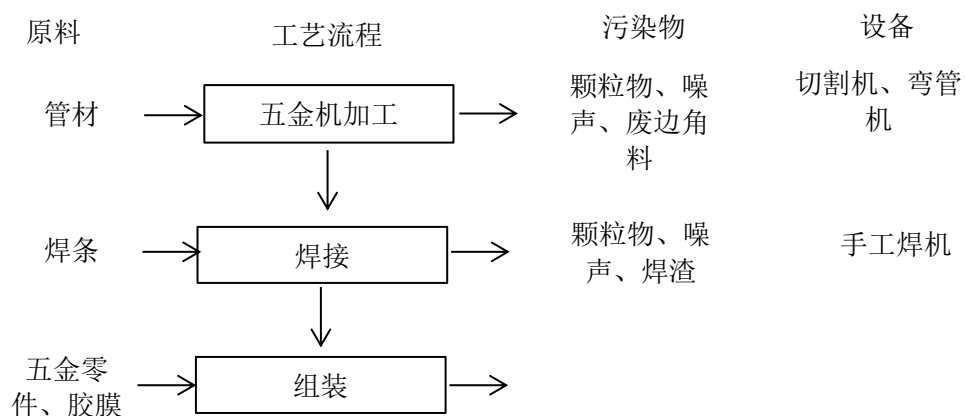 原料 工艺流程 污染物 设备
管材 五金机加工 颗粒物、噪
声、废边角
料 切割机、弯管
机
焊条 焊接 颗粒物、噪
声、焊渣 手工焊机
五金零
件、胶膜 组装